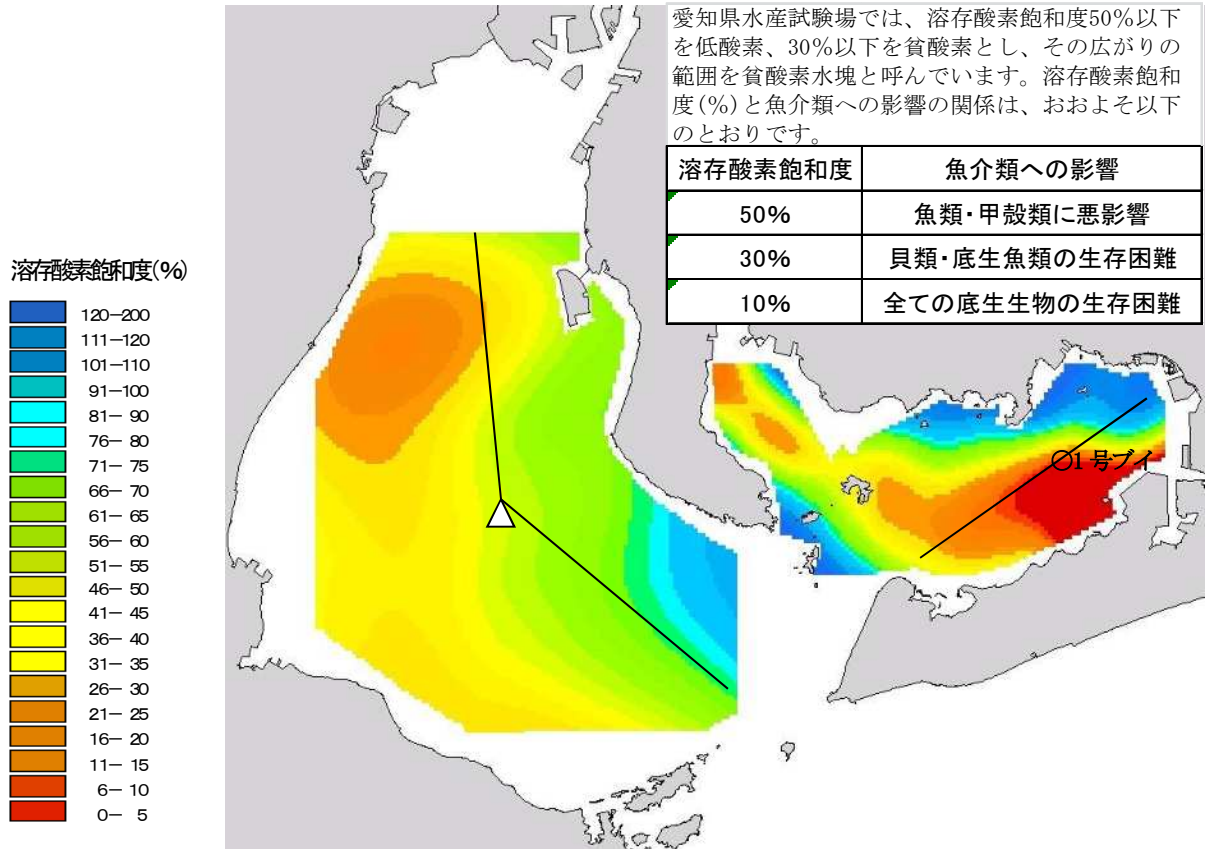 愛知県水産試験場では、溶存酸素飽和度50%以下
を低酸素、30%以下を貧酸素とし、その広がりの
範囲を貧酸素水塊と呼んでいます。溶存酸素飽和
度(%)と魚介類への影響の関係は、おおよそ以下
のとおりです。
溶存酸素飽和度 魚介類への影響
50% 魚類・甲殻類に悪影響
30% 貝類・底生魚類の生存困難
10% 全ての底生生物の生存困難
溶存酸素飽和度(%)
120-200
111-120
101-110
91-100
81- 90
76- 80
71- 75
66- 70
61- 65
56- 60
51- 55
46- 50
41- 45
36- 40
31- 35
26- 30
21- 25
16- 20
11- 15
6- 10
0- 5
1号ブイ